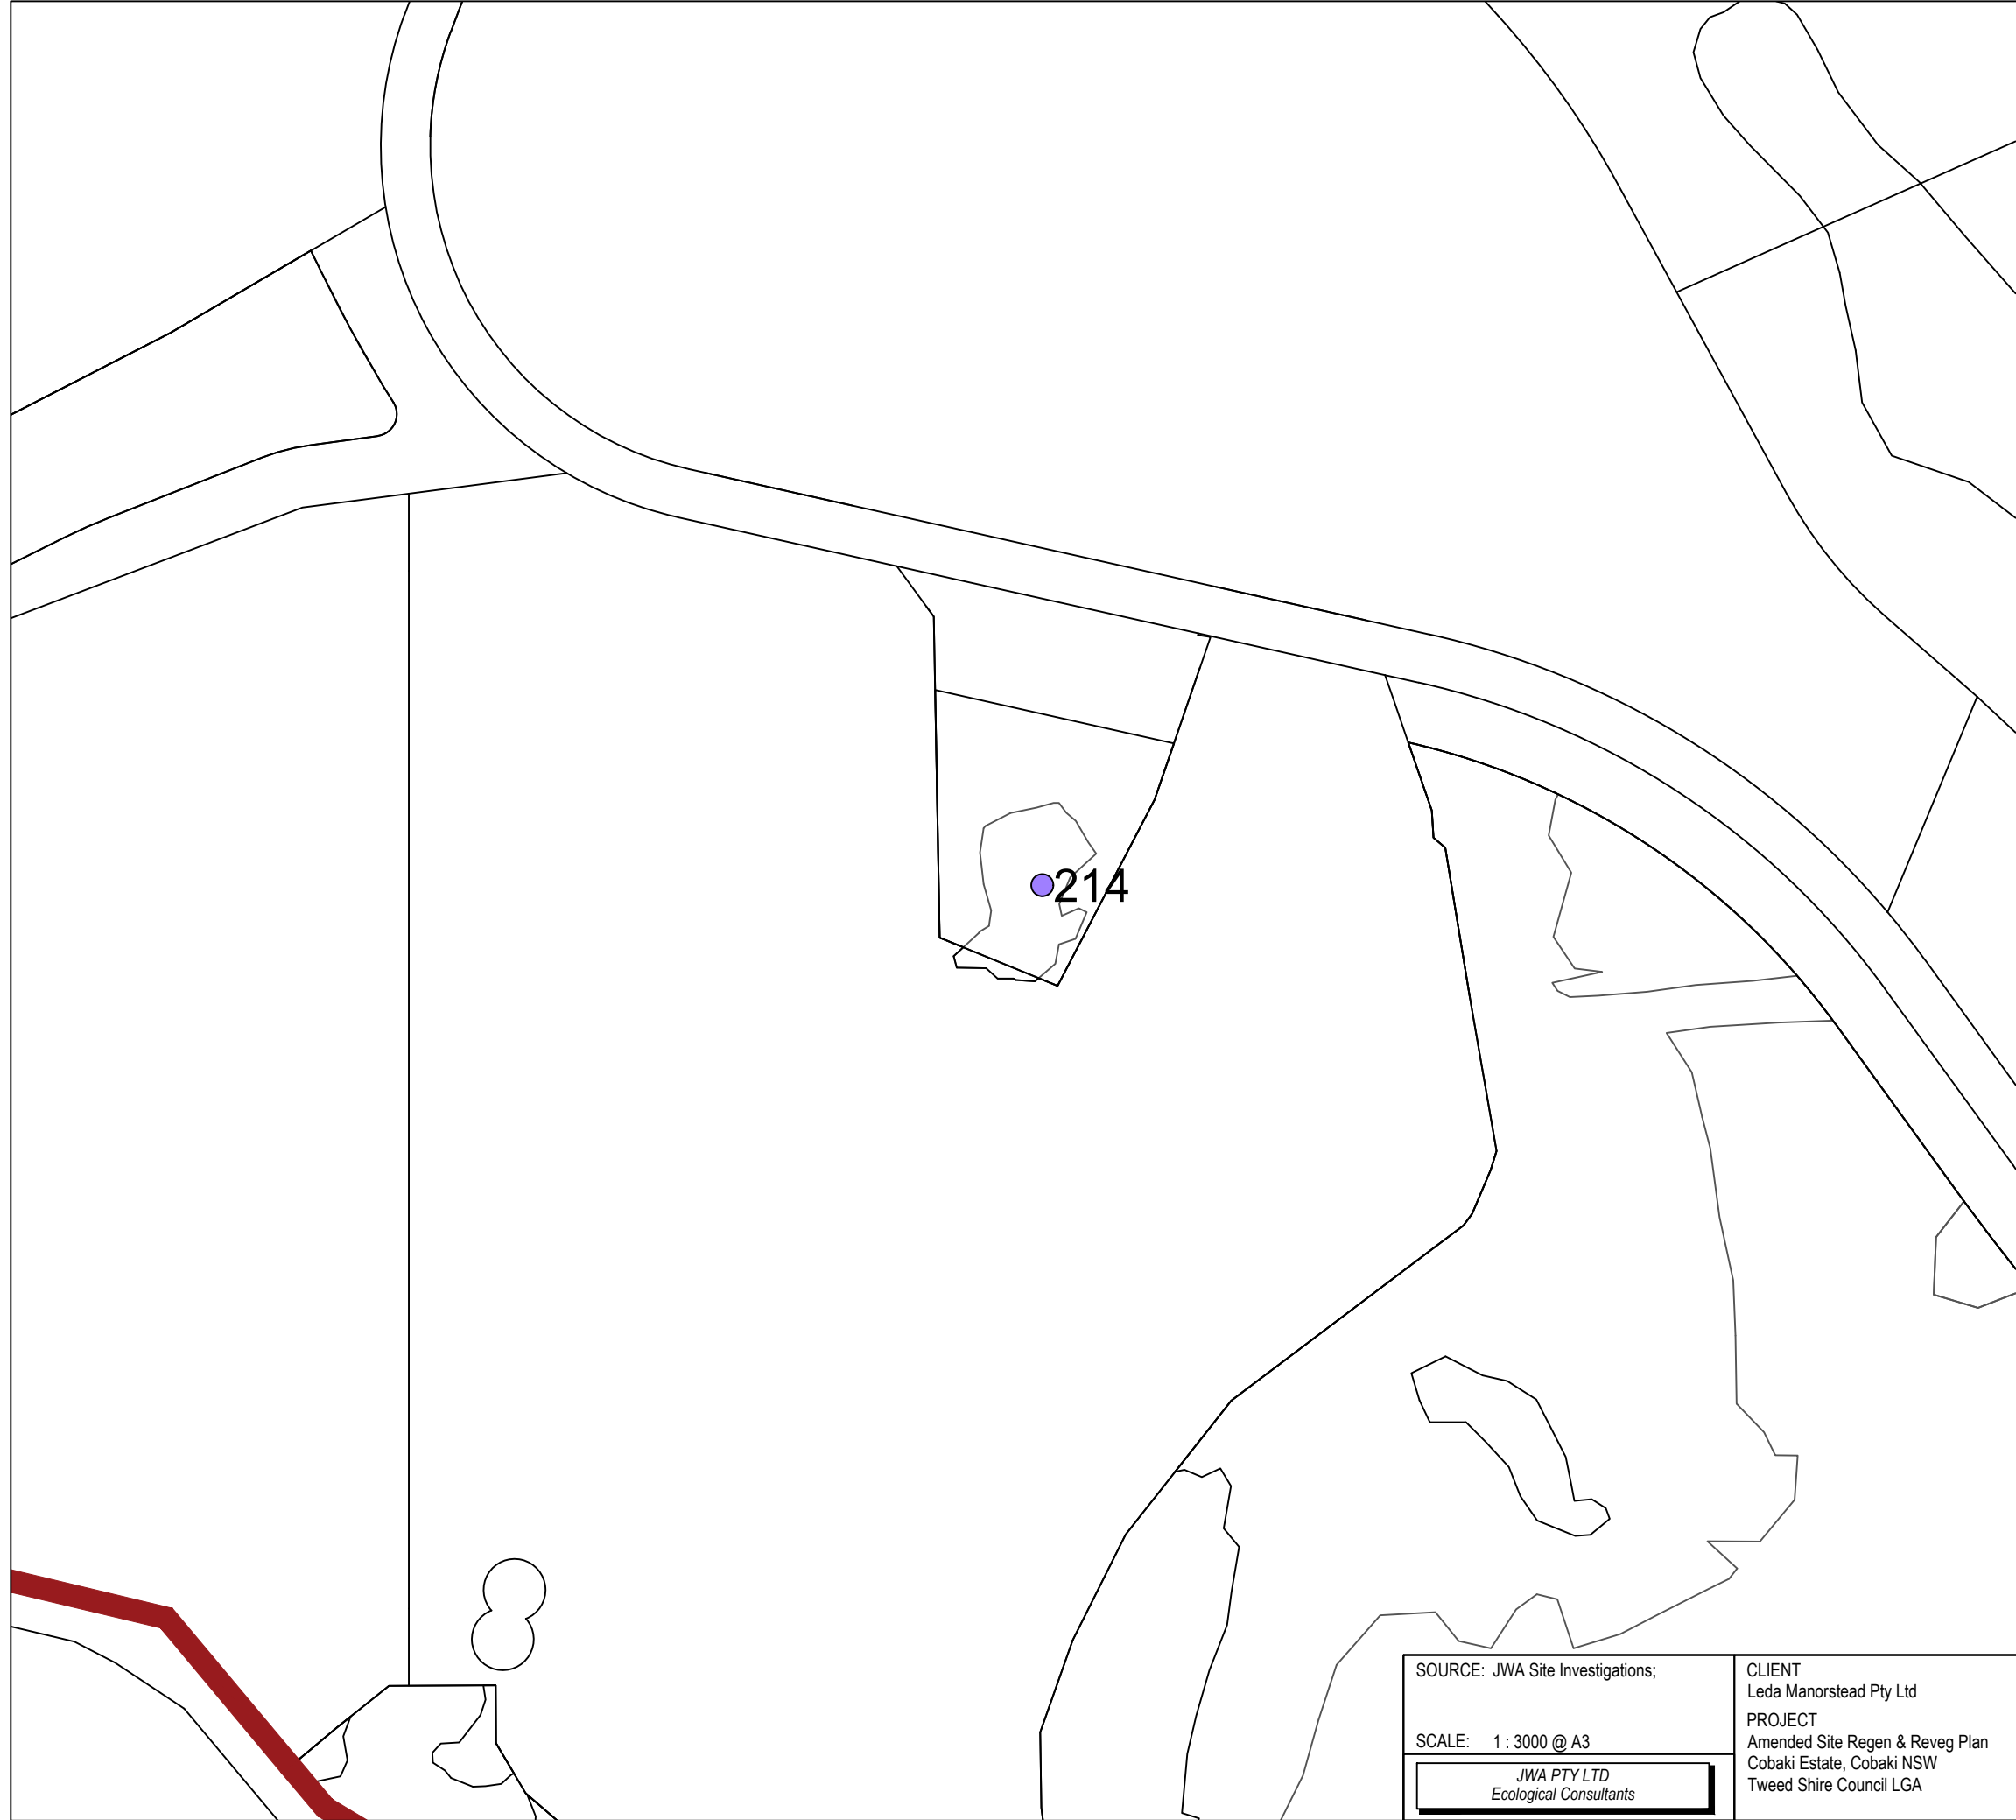 214
SOURCE: JWA Site Investigations;
SCALE: 1 : 3000 @ A3
JWA PTY LTD
Ecological Consultants
CLIENT
Leda Manorstead Pty Ltd
PROJECT
Amended Site Regen & Reveg Plan
Cobaki Estate, Cobaki NSW
Tweed Shire Council LGA